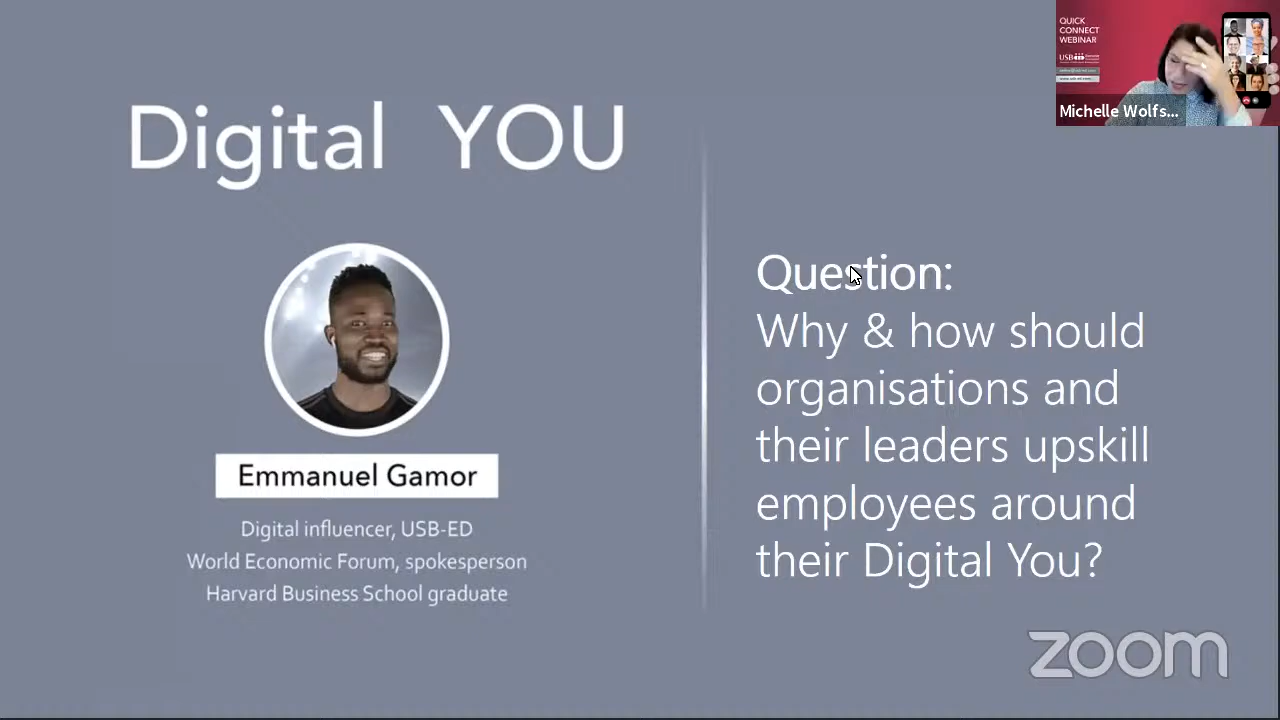 Digital YOU
Emmanuel Gamor
Digital influencer, USB-ED
World Economic Forum, spokesperson
Harvard Business School graduate
Question:
Why & how should
organisations and
their leaders upskill
employees around
their Digital You?
QUICK
CONNECT
WEBINAR
USB
Michelle Wolfs...
zoom